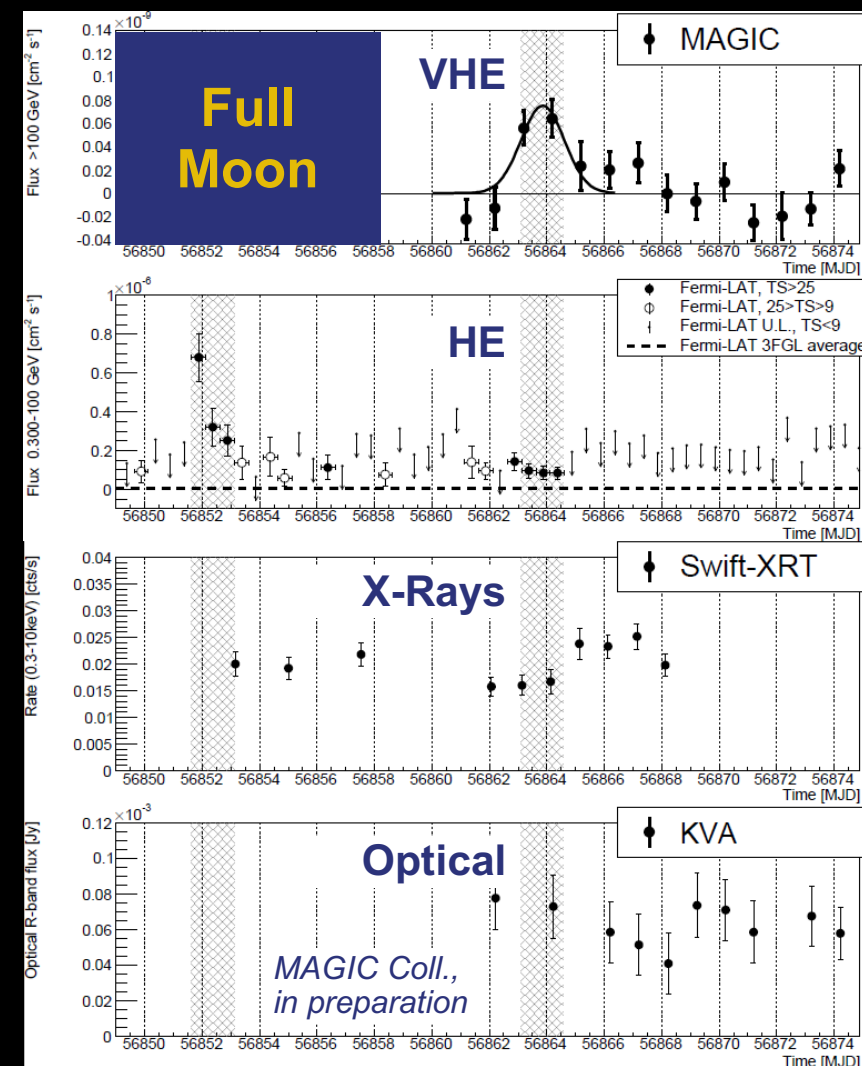 ×10⁻⁹
Flux >100 GeV [cm⁻² s⁻¹]
0.14
0.12
0.1
0.08
0.06
0.04
0.02
0
-0.02
-0.04
Full
Moon
VHE
MAGIC
56850 56852 56854 56856 56858 56860 56862 56864 56866 56868 56870 56872 56874
Time [MJD]
×10⁻⁶
Flux 0.300-100 GeV [cm⁻² s⁻¹]
1
0.8
0.6
0.4
0.2
0
HE
Fermi-LAT, TS>25
Fermi-LAT, 25>TS>9
Fermi-LAT U.L., TS<9
Fermi-LAT 3FGL average
56850 56852 56854 56856 56858 56860 56862 56864 56866 56868 56870 56872 56874
Time [MJD]
Rate (0.3-10keV) [cts/s]
0.04
0.035
0.03
0.025
0.02
0.015
0.01
0.005
0
X-Rays
Swift-XRT
56850 56852 56854 56856 56858 56860 56862 56864 56866 56868 56870 56872 56874
Time [MJD]
×10⁻³
Optical R-band flux [Jy]
0.12
0.1
0.08
0.06
0.04
0.02
0
Optical
KVA
MAGIC Coll.,
in preparation
56850 56852 56854 56856 56858 56860 56862 56864 56866 56868 56870 56872 56874
Time [MJD]